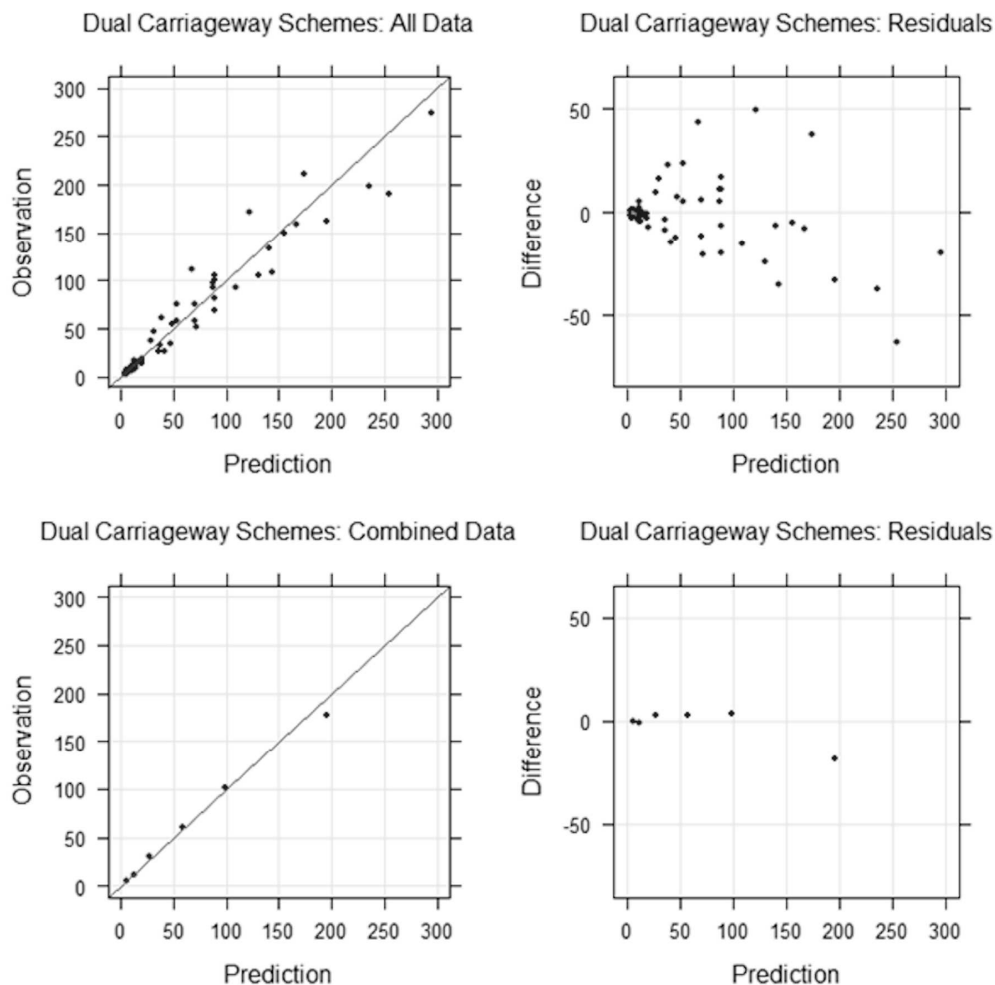 Dual Carriageway Schemes: All Data
Observation
300
250
200
150
100
50
0
0 50 100 150 200 250 300
Prediction
Dual Carriageway Schemes: Residuals
Difference
50
0
-50
0 50 100 150 200 250 300
Prediction
Dual Carriageway Schemes: Combined Data
Observation
300
250
200
150
100
50
0
0 50 100 150 200 250 300
Prediction
Dual Carriageway Schemes: Residuals
Difference
50
0
-50
0 50 100 150 200 250 300
Prediction